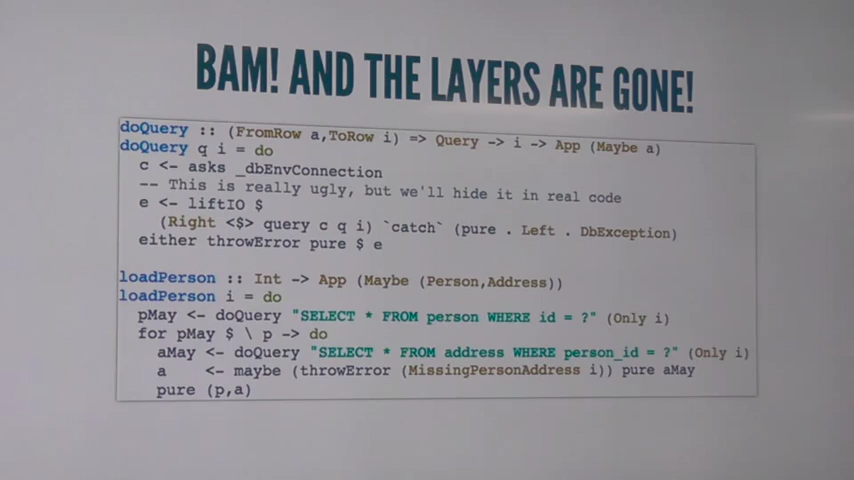 BAM! AND THE LAYERS ARE GONE!
doQuery :: (FromRow a,ToRow i) => Query -> i -> App (Maybe a)
doQuery q i = do
  c <- asks _dbEnvConnection
  -- This is really ugly, but we'll hide it in real code
  e <- liftIO $
    (Right <$> query c q i) `catch` (pure . Left . DbException)
  either throwError pure $ e
loadPerson :: Int -> App (Maybe (Person,Address))
loadPerson i = do
  pMay <- doQuery "SELECT * FROM person WHERE id = ?" (Only i)
  for pMay $ \ p -> do
    aMay <- doQuery "SELECT * FROM address WHERE person_id = ?" (Only i)
    a    <- maybe (throwError (MissingPersonAddress i)) pure aMay
    pure (p,a)